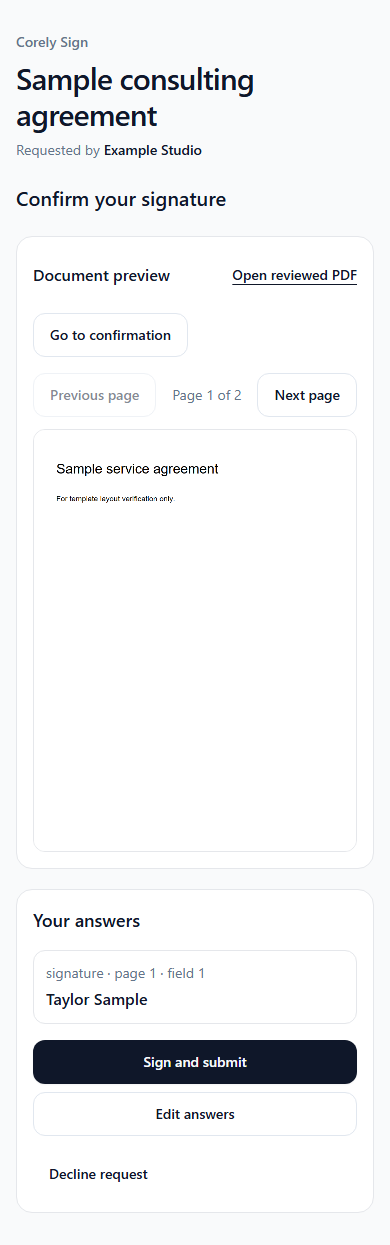 Corely Sign
Sample consulting
agreement
Requested by Example Studio
Confirm your signature
Document preview
Open reviewed PDF
Go to confirmation
Previous page
Page 1 of 2
Next page
Sample service agreement
For template layout verification only.
Your answers
signature · page 1 · field 1
Taylor Sample
Sign and submit
Edit answers
Decline request